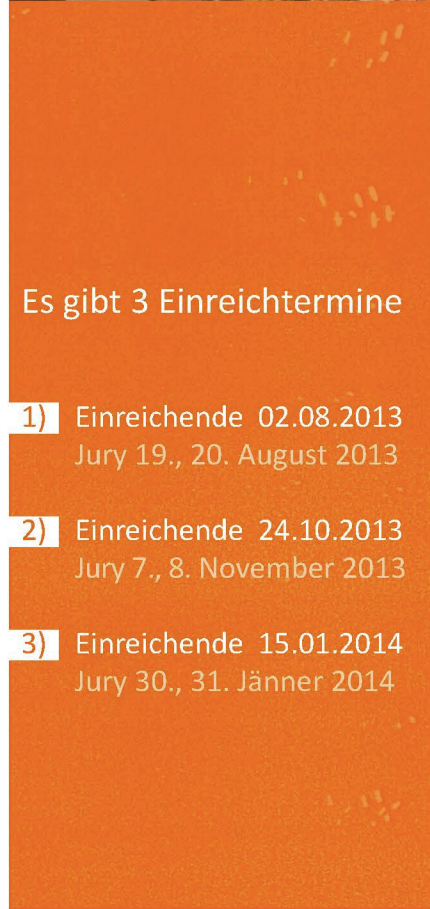 Es gibt 3 Einreichtermine
1) Einreichende 02.08.2013
Jury 19., 20. August 2013
2) Einreichende 24.10.2013
Jury 7., 8. November 2013
3) Einreichende 15.01.2014
Jury 30., 31. Jänner 2014